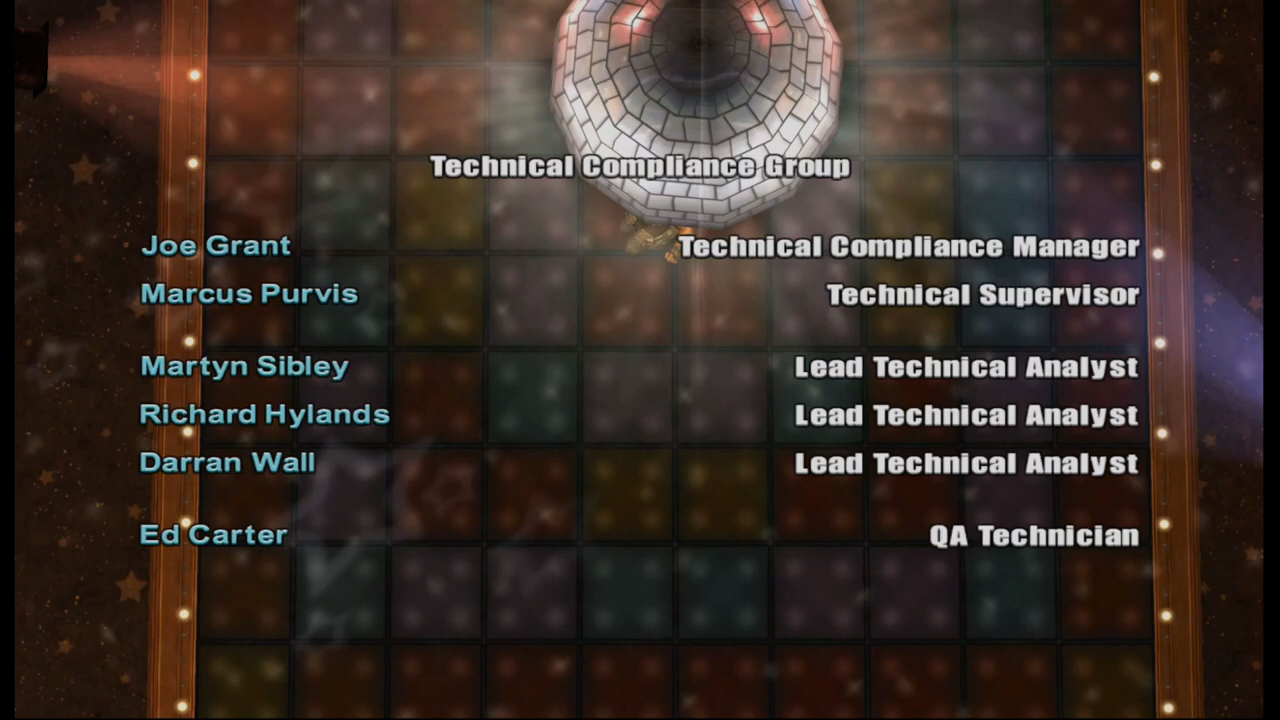 Technical Compliance Group
Joe Grant Technical Compliance Manager
Marcus Purvis Technical Supervisor
Martyn Sibley Lead Technical Analyst
Richard Hylands Lead Technical Analyst
Darran Wall Lead Technical Analyst
Ed Carter QA Technician